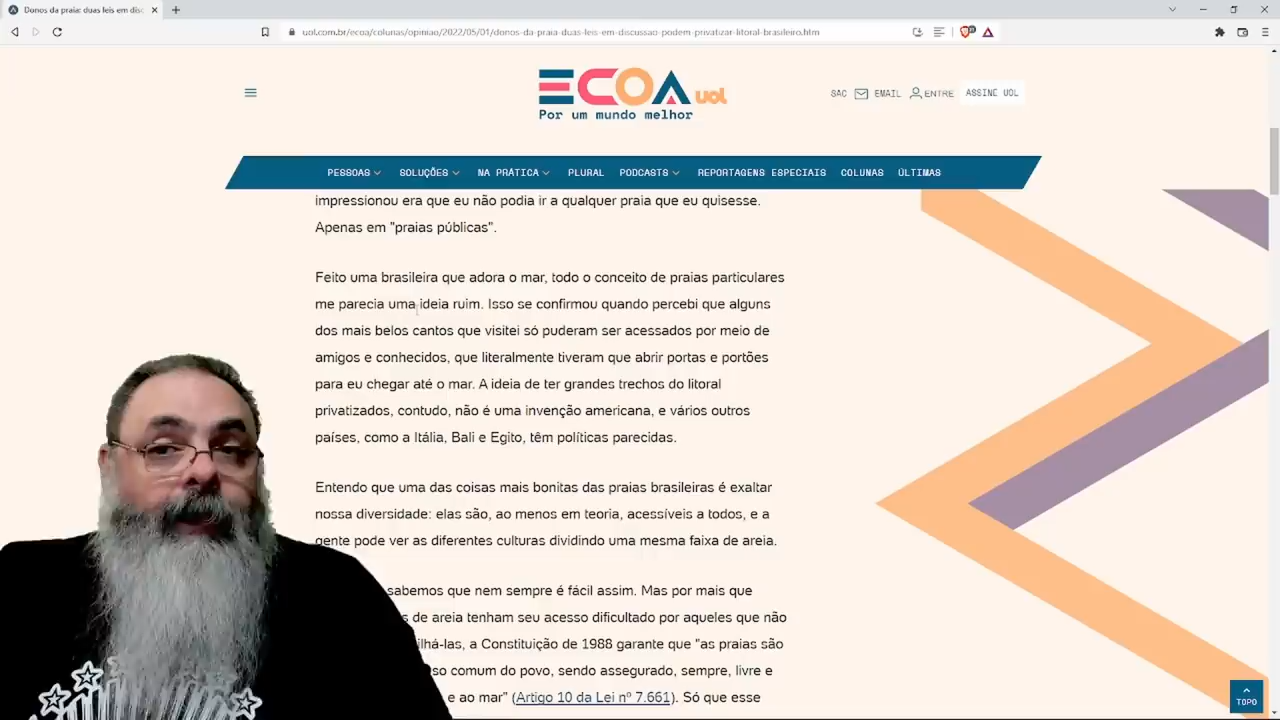 Donos da praia: duas leis em disc
uol.com.br/ecoa/colunas/opiniao/2022/05/01/donos-da-praia-duas-leis-em-discussao-podem-privatizar-litoral-brasileiro.htm
ECOA uol
Por um mundo melhor
SAC EMAIL ENTRE ASSINE UOL
PESSOAS SOLUÇÕES NA PRÁTICA PLURAL PODCASTS REPORTAGENS ESPECIAIS COLUNAS ÚLTIMAS
impressionou era que eu não podia ir a qualquer praia que eu quisesse.
Apenas em "praias públicas".
Feito uma brasileira que adora o mar, todo o conceito de praias particulares
me parecia uma ideia ruim. Isso se confirmou quando percebi que alguns
dos mais belos cantos que visitei só puderam ser acessados por meio de
amigos e conhecidos, que literalmente tiveram que abrir portas e portões
para eu chegar até o mar. A ideia de ter grandes trechos do litoral
privatizados, contudo, não é uma invenção americana, e vários outros
países, como a Itália, Bali e Egito, têm políticas parecidas.
Entendo que uma das coisas mais bonitas das praias brasileiras é exaltar
nossa diversidade: elas são, ao menos em teoria, acessíveis a todos, e a
gente pode ver as diferentes culturas dividindo uma mesma faixa de areia.
sabemos que nem sempre é fácil assim. Mas por mais que
de areia tenham seu acesso dificultado por aqueles que não
ilhá-las, a Constituição de 1988 garante que "as praias são
so comum do povo, sendo assegurado, sempre, livre e
e ao mar" (Artigo 10 da Lei nº 7.661). Só que esse
TOPO